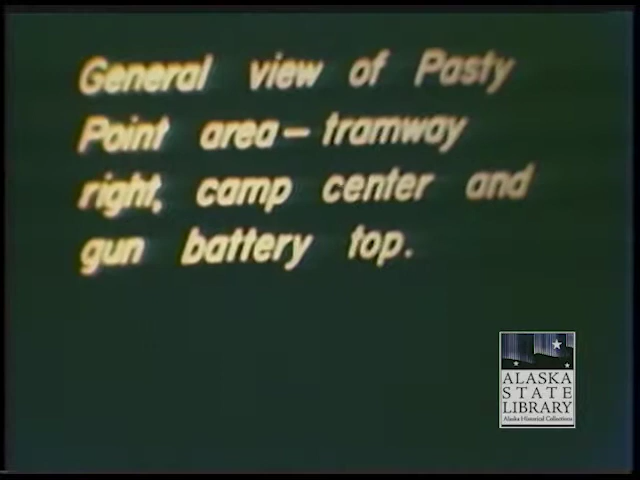 General view of Pasty
Point area — tramway
right, camp center and
gun battery top.
ALASKA
STATE
LIBRARY
Alaska Historical Collections